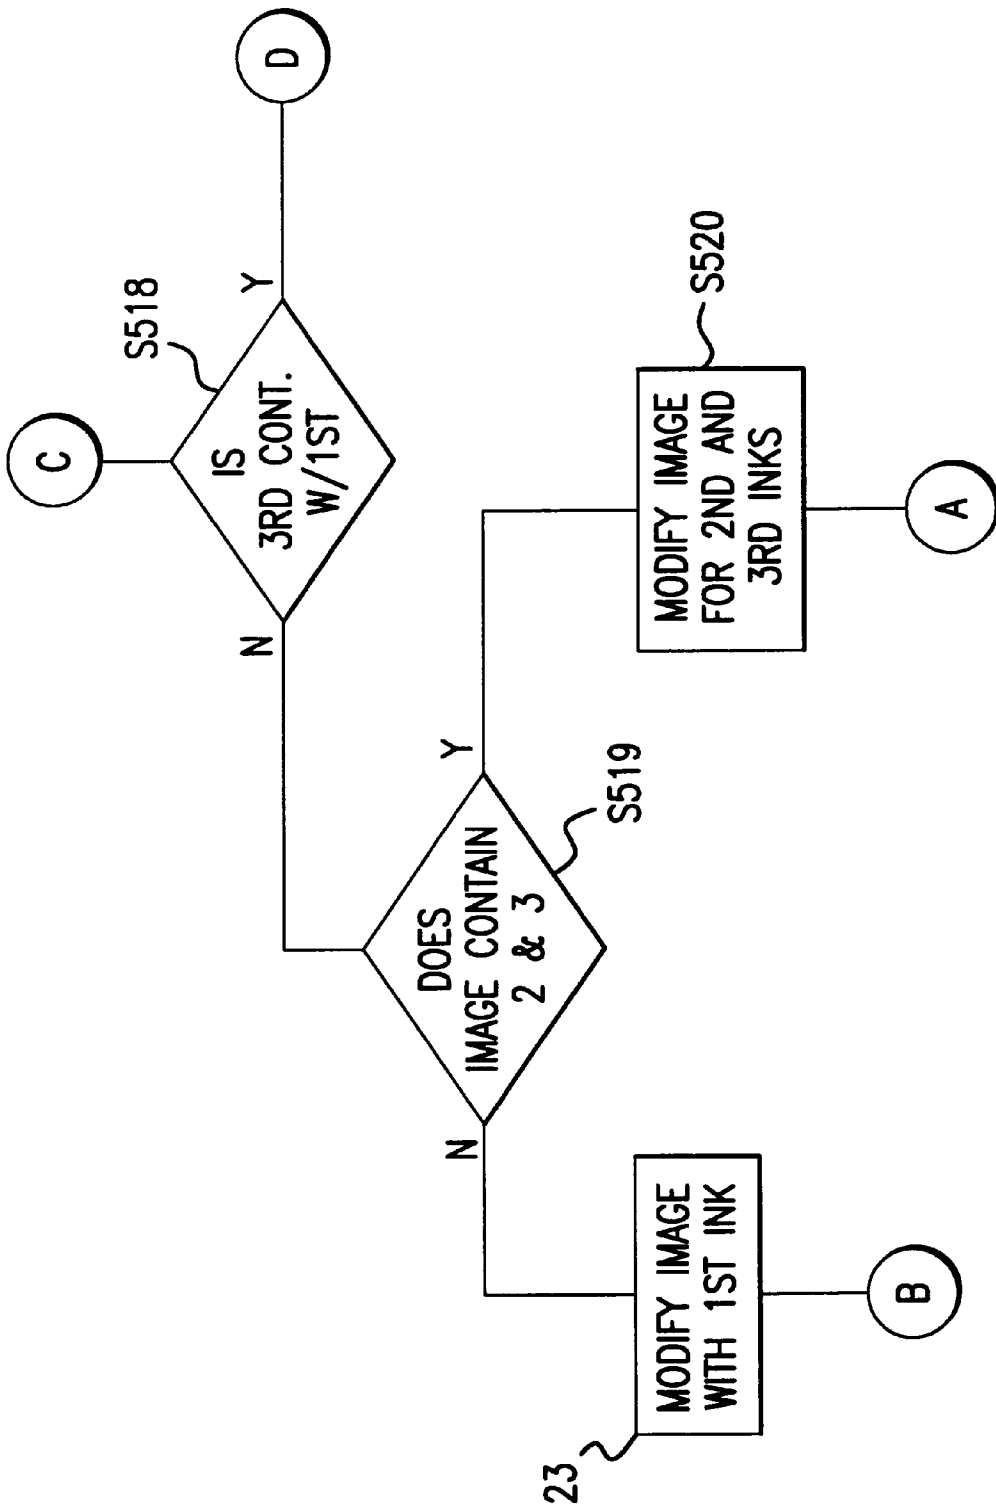 C
S518
IS
3RD CONT.
W/1ST
N
Y
D
DOES
IMAGE CONTAIN
2 & 3
N
Y
S519
23
MODIFY IMAGE
WITH 1ST INK
B
S520
MODIFY IMAGE
FOR 2ND AND
3RD INKS
A